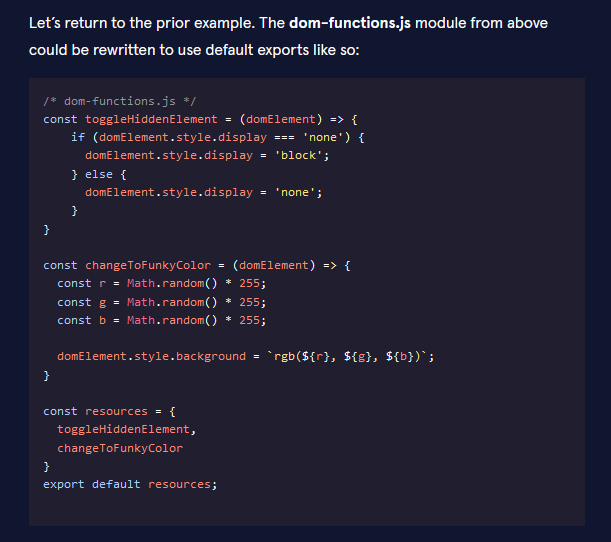 Let's return to the prior example. The dom-functions.js module from above
could be rewritten to use default exports like so:
/* dom-functions.js */
const toggleHiddenElement = (domElement) => {
    if (domElement.style.display === 'none') {
      domElement.style.display = 'block';
    } else {
      domElement.style.display = 'none';
    }
}
const changeToFunkyColor = (domElement) => {
  const r = Math.random() * 255;
  const g = Math.random() * 255;
  const b = Math.random() * 255;
  domElement.style.background = `rgb(${r}, ${g}, ${b})`;
}
const resources = {
  toggleHiddenElement,
  changeToFunkyColor
}
export default resources;